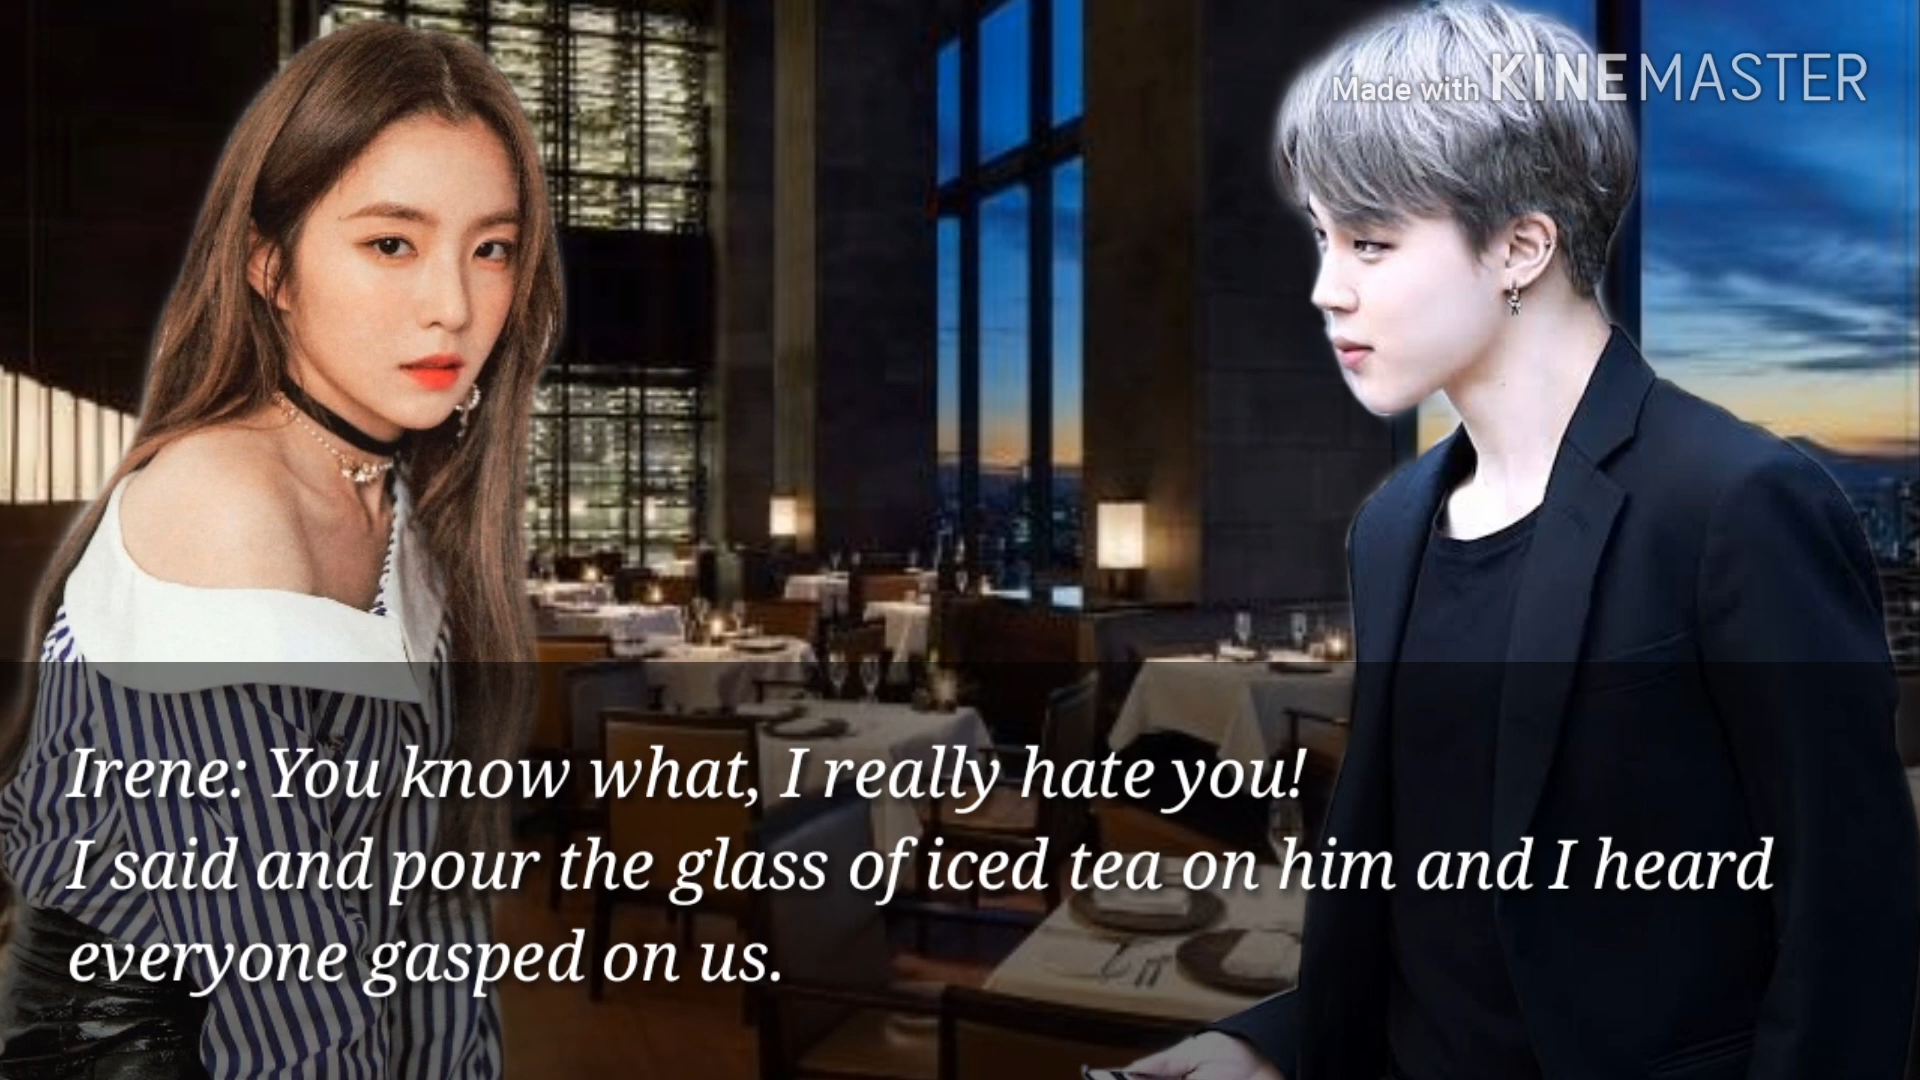 Made with KINEMASTER
Irene: You know what, I really hate you!
I said and pour the glass of iced tea on him and I heard
everyone gasped on us.